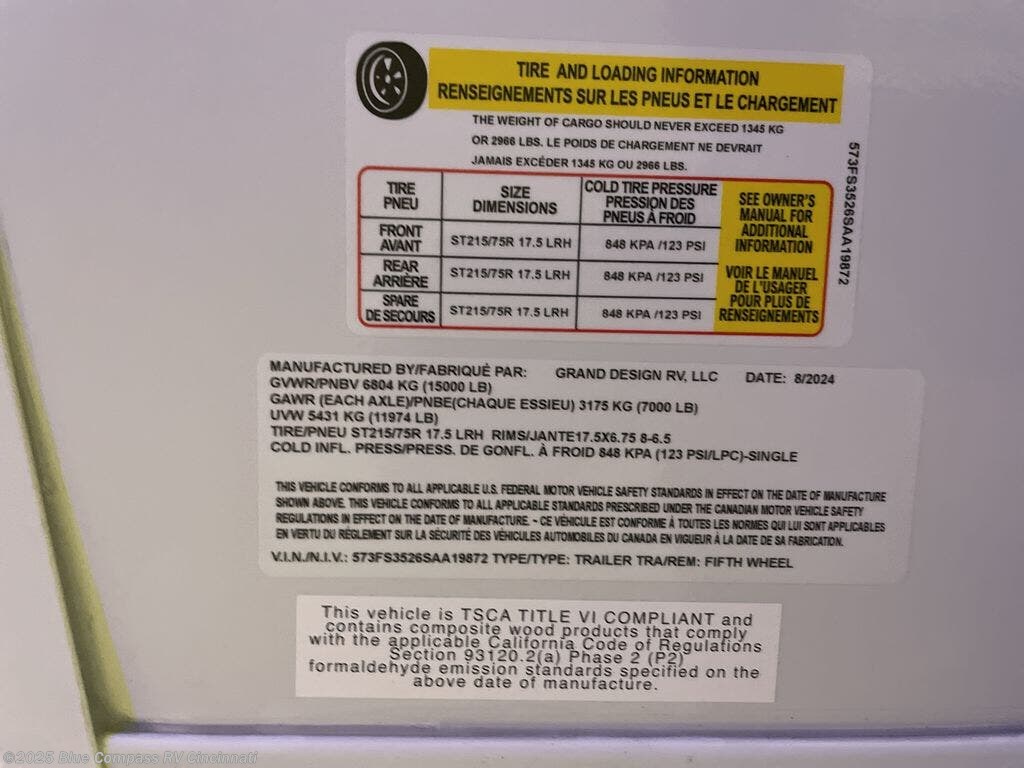 TIRE AND LOADING INFORMATION
RENSEIGNEMENTS SUR LES PNEUS ET LE CHARGEMENT
THE WEIGHT OF CARGO SHOULD NEVER EXCEED 1345 KG
OR 2966 LBS. LE POIDS DE CHARGEMENT NE DEVRAIT
JAMAIS EXCÉDER 1345 KG OU 2966 LBS.
TIRE
PNEU
SIZE
DIMENSIONS
COLD TIRE PRESSURE
PRESSION DES
PNEUS À FROID
FRONT
AVANT
ST215/75R 17.5 LRH
848 KPA /123 PSI
REAR
ARRIÈRE
ST215/75R 17.5 LRH
848 KPA /123 PSI
SPARE
DE SECOURS
ST215/75R 17.5 LRH
848 KPA /123 PSI
SEE OWNER'S
MANUAL FOR
ADDITIONAL
INFORMATION
VOIR LE MANUEL
DE L'USAGER
POUR PLUS DE
RENSEIGNEMENTS
573FS3526SAA19872
MANUFACTURED BY/FABRIQUÉ PAR: GRAND DESIGN RV, LLC DATE: 8/2024
GVWR/PNBV 6804 KG (15000 LB)
GAWR (EACH AXLE)/PNBE(CHAQUE ESSIEU) 3175 KG (7000 LB)
UVW 5431 KG (11974 LB)
TIRE/PNEU ST215/75R 17.5 LRH RIMS/JANTE17.5X6.75 8-6.5
COLD INFL. PRESS/PRESS. DE GONFL. À FROID 848 KPA (123 PSI/LPC)-SINGLE
THIS VEHICLE CONFORMS TO ALL APPLICABLE U.S. FEDERAL MOTOR VEHICLE SAFETY STANDARDS IN EFFECT ON THE DATE OF MANUFACTURE
SHOWN ABOVE. THIS VEHICLE CONFORMS TO ALL APPLICABLE STANDARDS PRESCRIBED UNDER THE CANADIAN MOTOR VEHICLE SAFETY
REGULATIONS IN EFFECT ON THE DATE OF MANUFACTURE. - CE VÉHICULE EST CONFORME À TOUTES LES NORMES QUI LUI SONT APPLICABLES
EN VERTU DU RÈGLEMENT SUR LA SÉCURITÉ DES VÉHICULES AUTOMOBILES DU CANADA EN VIGUEUR À LA DATE DE SA FABRICATION.
V.I.N./N.I.V.: 573FS3526SAA19872 TYPE/TYPE: TRAILER TRA/REM: FIFTH WHEEL
This vehicle is TSCA TITLE VI COMPLIANT and
contains composite wood products that comply
with the applicable California Code of Regulations
Section 93120.2(a) Phase 2 (P2)
formaldehyde emission standards specified on the
above date of manufacture.
©2025 Blue Compass RV Cincinnati